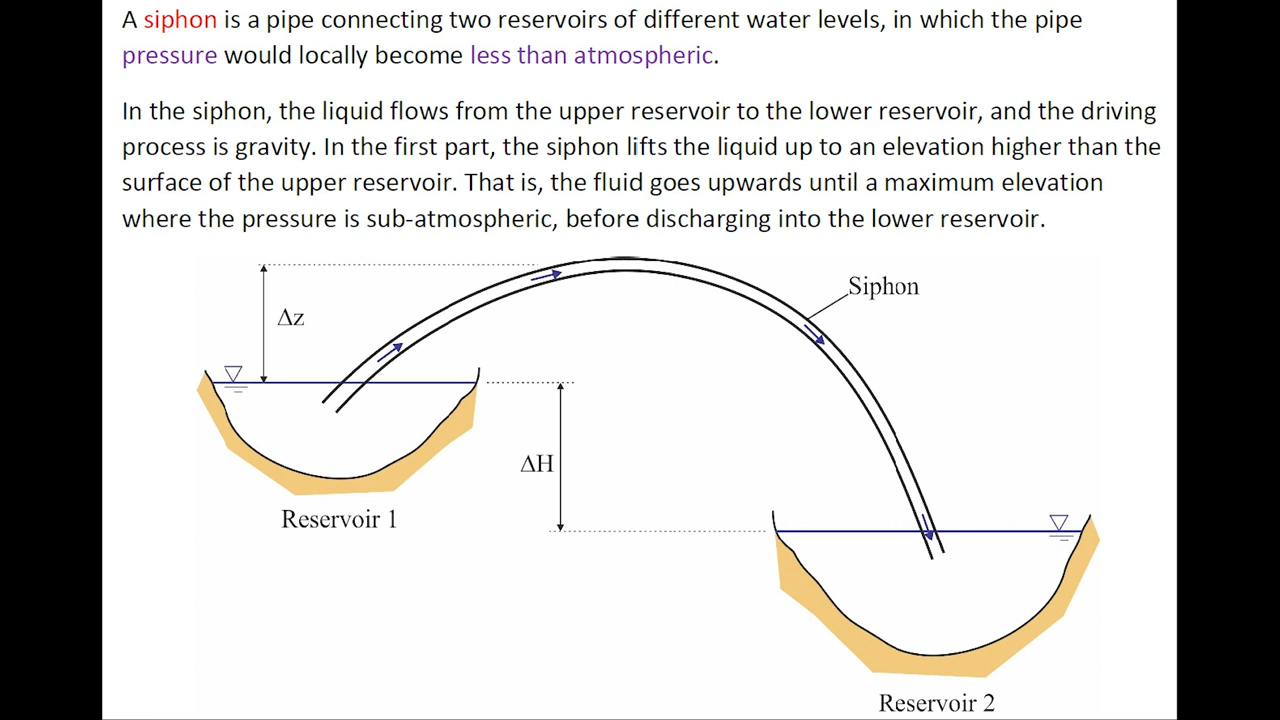 A siphon is a pipe connecting two reservoirs of different water levels, in which the pipe
pressure would locally become less than atmospheric.
In the siphon, the liquid flows from the upper reservoir to the lower reservoir, and the driving
process is gravity. In the first part, the siphon lifts the liquid up to an elevation higher than the
surface of the upper reservoir. That is, the fluid goes upwards until a maximum elevation
where the pressure is sub-atmospheric, before discharging into the lower reservoir.
Siphon
Δz
ΔH
Reservoir 1
Reservoir 2